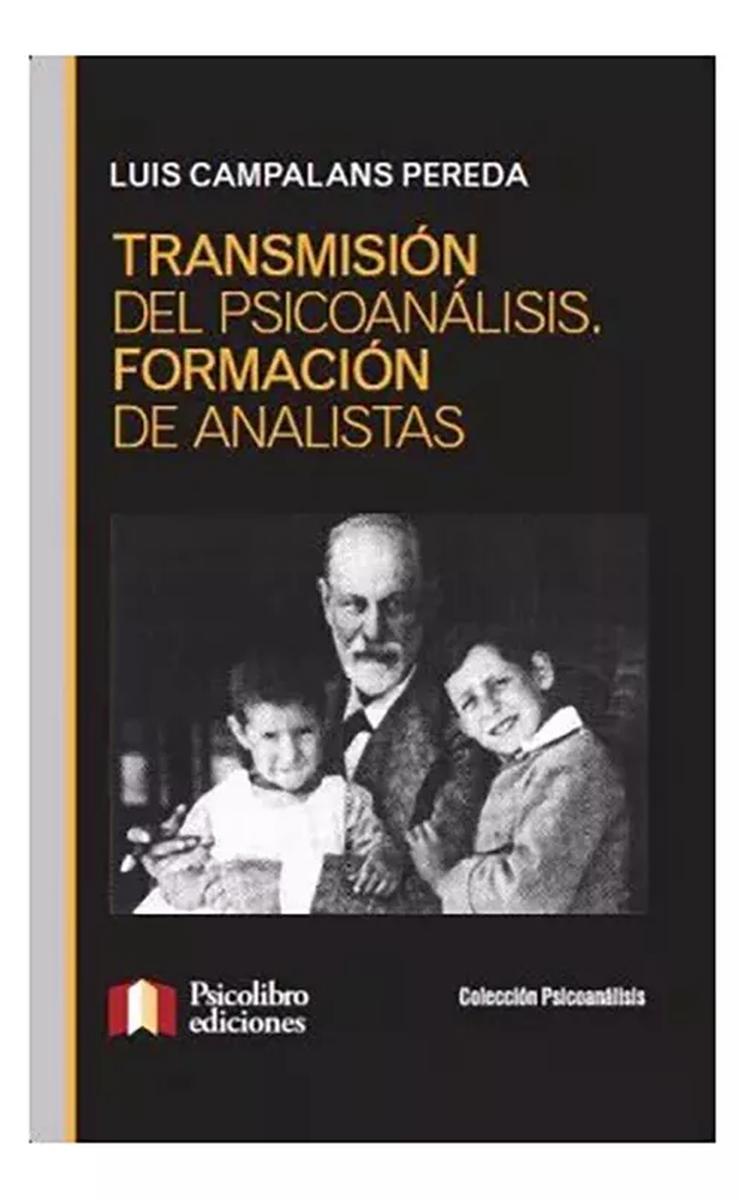 LUIS CAMPALANS PEREDA
TRANSMISIÓN
DEL PSICOANÁLISIS.
FORMACIÓN
DE ANALISTAS
Psicolibro
ediciones
Colección Psicoanálisis